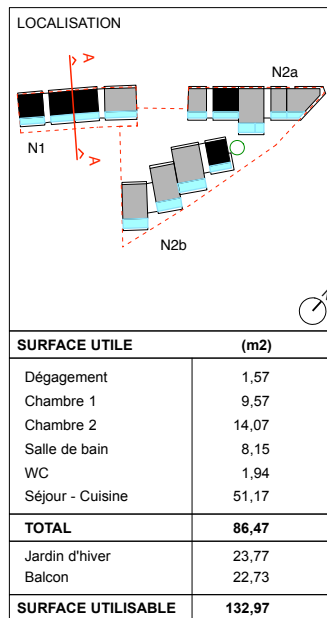 LOCALISATION
A
N2a
N1
A
N2b
SURFACE UTILE (m2)
Dégagement 1,57
Chambre 1 9,57
Chambre 2 14,07
Salle de bain 8,15
WC 1,94
Séjour - Cuisine 51,17
TOTAL 86,47
Jardin d'hiver 23,77
Balcon 22,73
SURFACE UTILISABLE 132,97